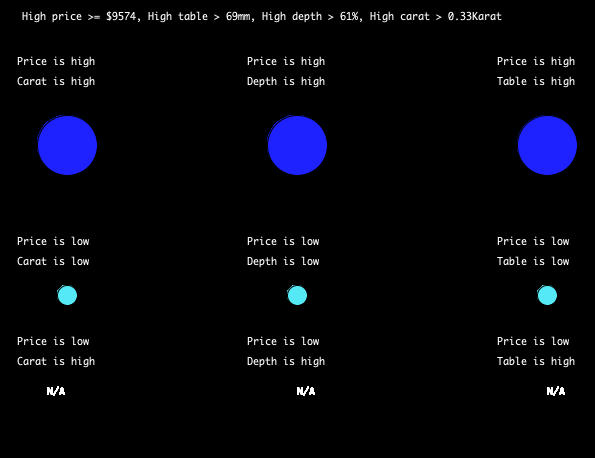 High price >= $9574, High table > 69mm, High depth > 61%, High carat > 0.33Karat
Price is high
Carat is high
Price is high
Depth is high
Price is high
Table is high
Price is low
Carat is low
Price is low
Depth is low
Price is low
Table is low
Price is low
Carat is high
Price is low
Depth is high
Price is low
Table is high
N/A
N/A
N/A